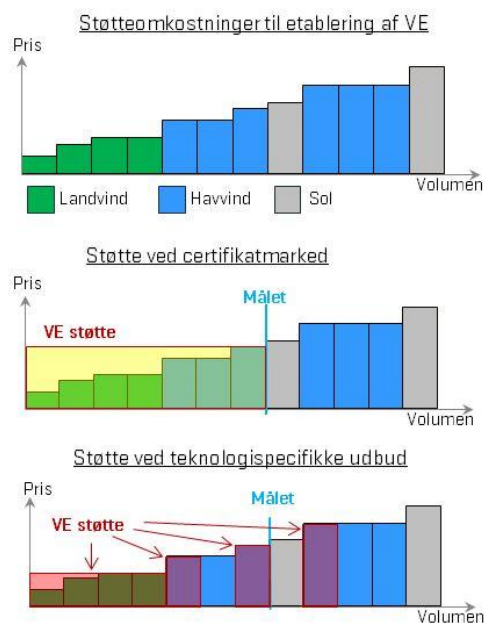 Støtteomkostninger til etablering af VE
Pris
Volumen
Landvind
Havvind
Sol
Støtte ved certifikatmarked
Pris
Målet
VE støtte
Volumen
Støtte ved teknologispecifikke udbud
Pris
Målet
VE støtte
Volumen